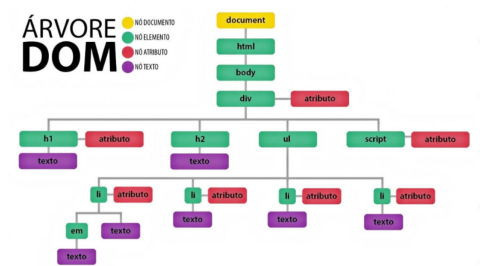 ÁRVORE
DOM
NÓ DOCUMENTO
NÓ ELEMENTO
NÓ ATRIBUTO
NÓ TEXTO
document
html
body
div
atributo
h1
atributo
h2
ul
script
atributo
texto
texto
li
atributo
li
atributo
li
atributo
li
atributo
texto
texto
texto
em
texto
texto